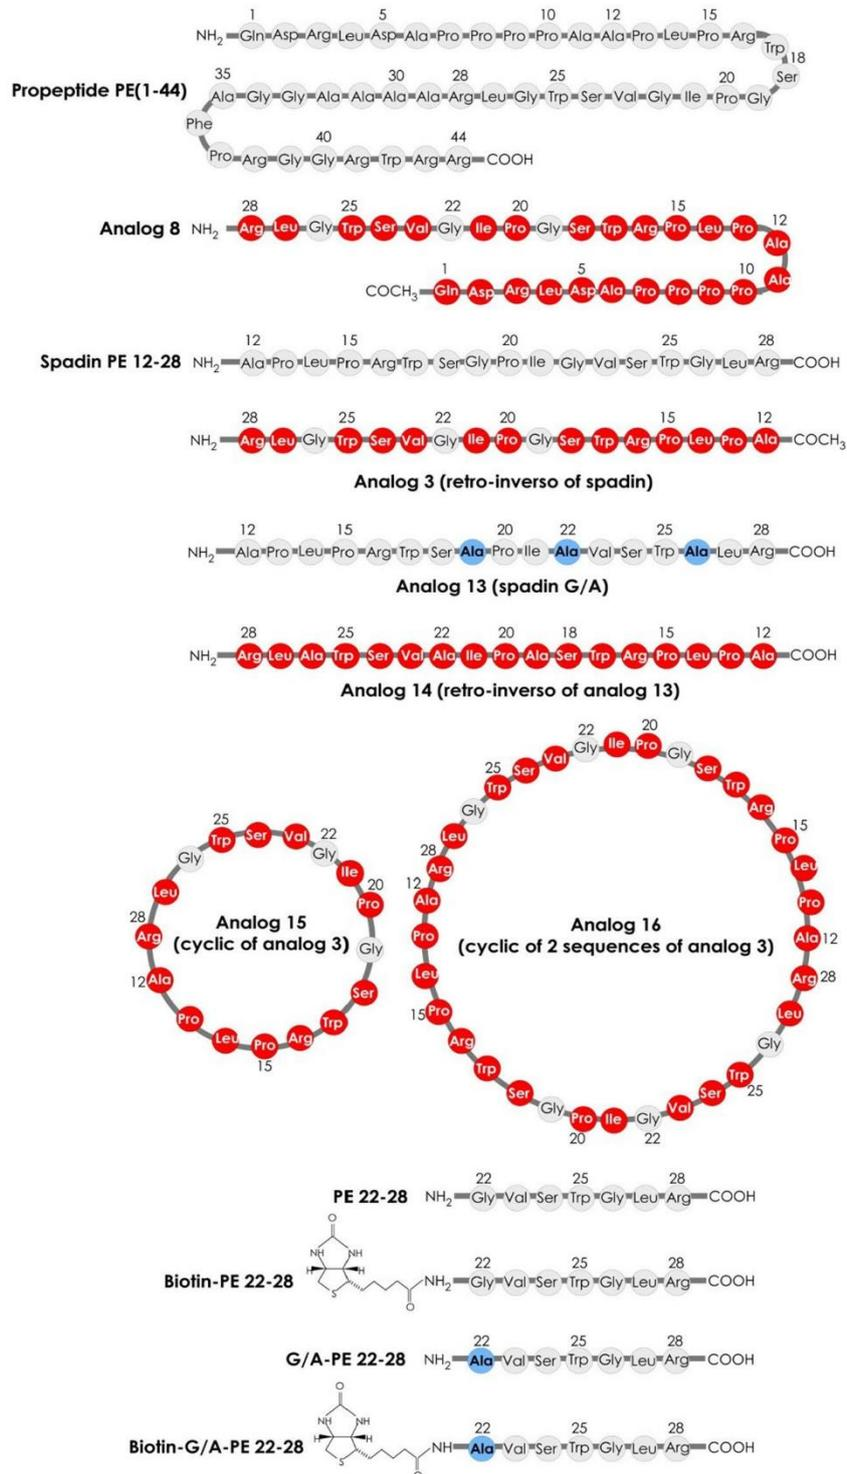 1 5 10 12 15
NH₂ Gln Asp Arg Leu Asp Ala Pro Pro Pro Pro Ala Ala Pro Leu Pro Arg Trp
18
Ser
Propeptide PE(1-44)
35 30 28 25 20
Ala Gly Gly Ala Ala Ala Ala Arg Leu Gly Trp Ser Val Gly Ile Pro Gly
Phe
40 44
Pro Arg Gly Gly Arg Trp Arg Arg COOH
28 25 22 20 15 12
Analog 8 NH₂ Arg Leu Gly Trp Ser Val Gly Ile Pro Gly Ser Trp Arg Pro Leu Pro Ala
1 5 10
COCH₃ Gln Asp Arg Leu Asp Ala Pro Pro Pro Pro Ala
12 15 20 25 28
Spadin PE 12-28 NH₂ Ala Pro Leu Pro Arg Trp Ser Gly Pro Ile Gly Val Ser Trp Gly Leu Arg COOH
28 25 22 20 15 12
NH₂ Arg Leu Gly Trp Ser Val Gly Ile Pro Gly Ser Trp Arg Pro Leu Pro Ala COCH₃
Analog 3 (retro-inverso of spadin)
12 15 20 22 25 28
NH₂ Ala Pro Leu Pro Arg Trp Ser Ala Pro Ile Ala Val Ser Trp Ala Leu Arg COOH
Analog 13 (spadin G/A)
28 25 22 20 18 15 12
NH₂ Arg Leu Ala Trp Ser Val Ala Ile Pro Ala Ser Trp Arg Pro Leu Pro Ala COOH
Analog 14 (retro-inverso of analog 13)
25 22 20 15 12 28
Trp Ser Val Gly Ile Pro Gly Ser Trp Arg Pro Leu Pro Ala Arg Leu Gly
Analog 15
(cyclic of analog 3)
22 20 15 12 28 25 22 20 15 12 28 25
Gly Ile Pro Gly Ser Trp Arg Pro Leu Pro Ala Arg Leu Gly Trp Ser Val Gly Ile Pro Gly Ser Trp Arg Pro Leu Pro Ala Arg Leu Gly Trp Ser Val
Analog 16
(cyclic of 2 sequences of analog 3)
22 25 28
PE 22-28 NH₂ Gly Val Ser Trp Gly Leu Arg COOH
O
NH NH
H H
S
O
22 25 28
Biotin-PE 22-28 NH₂ Gly Val Ser Trp Gly Leu Arg COOH
22 25 28
G/A-PE 22-28 NH₂ Ala Val Ser Trp Gly Leu Arg COOH
O
NH NH
H H
S
O
22 25 28
Biotin-G/A-PE 22-28 NH Ala Val Ser Trp Gly Leu Arg COOH